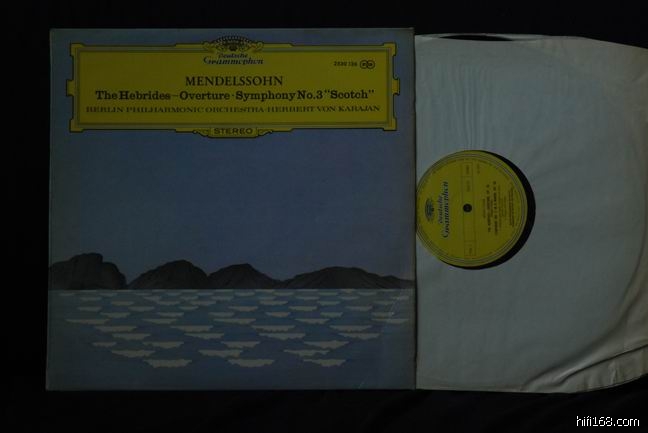 Deutsche
Grammophon
2530 126
MENDELSSOHN
The Hebrides–Overture·Symphony No.3 "Scotch"
BERLIN PHILHARMONIC ORCHESTRA·HERBERT VON KARAJAN
STEREO
Deutsche
Grammophon
hifi168.com